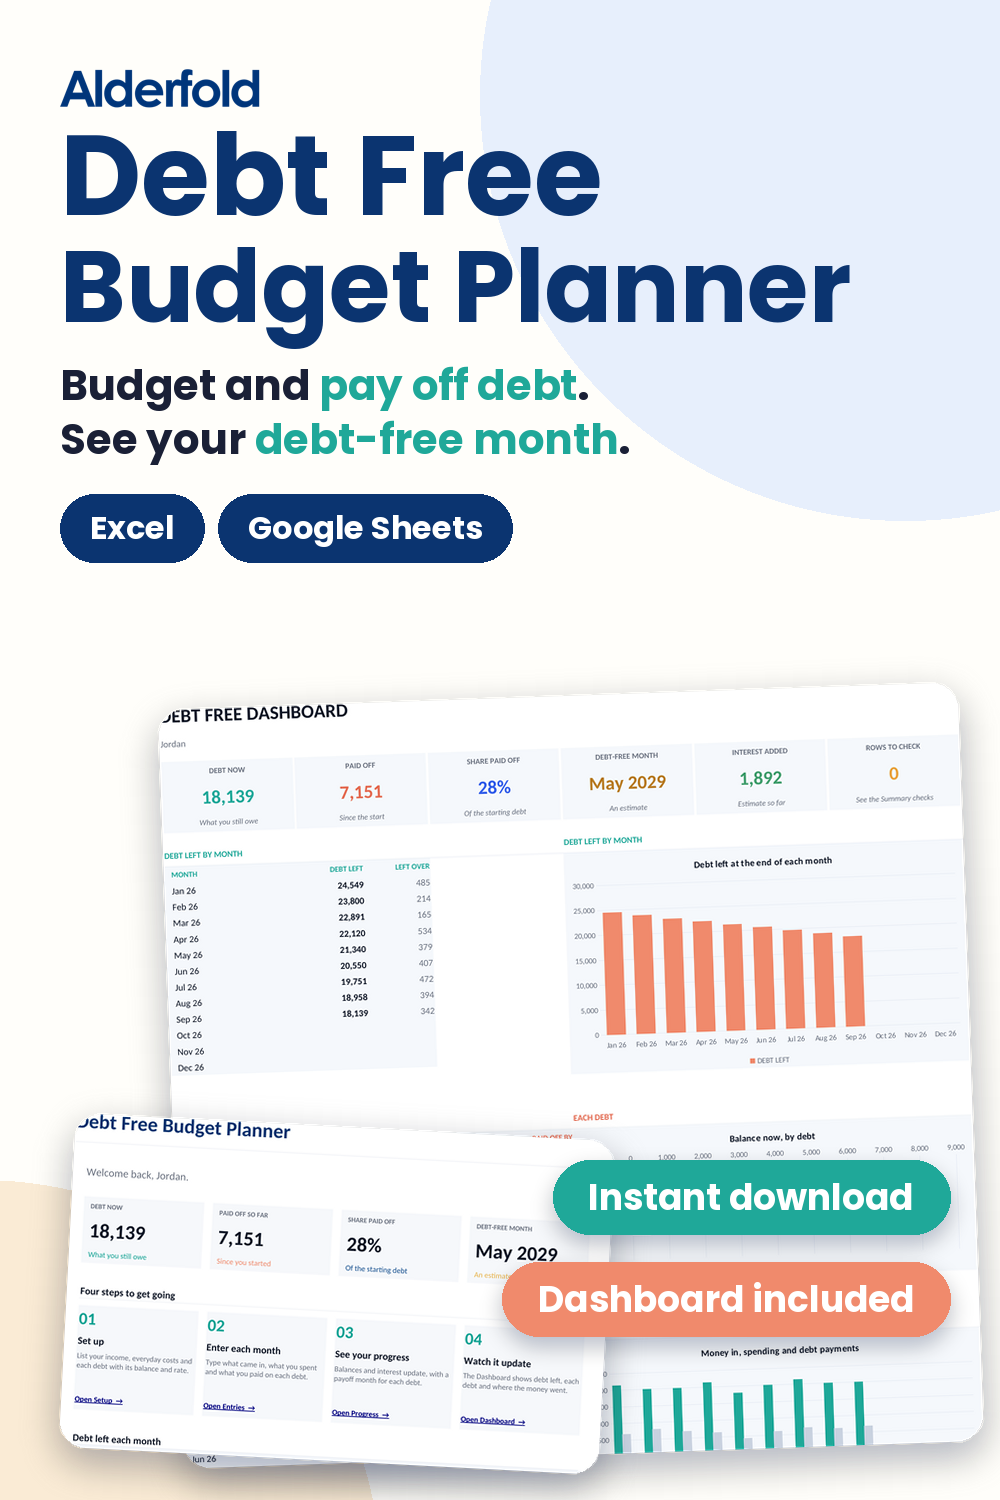 Alderfold
Debt Free
Budget Planner
Budget and pay off debt.
See your debt-free month.
Excel
Google Sheets
DEBT FREE DASHBOARD
Jordan
DEBT NOW
18,139
What you still owe
PAID OFF
7,151
Since the start
SHARE PAID OFF
28%
Of the starting debt
DEBT-FREE MONTH
May 2029
An estimate
INTEREST ADDED
1,892
Estimate so far
ROWS TO CHECK
0
See the Summary checks
DEBT LEFT BY MONTH
MONTH DEBT LEFT LEFT OVER
Jan 26 24,549 485
Feb 26 23,800 214
Mar 26 22,891 165
Apr 26 22,120 534
May 26 21,340 379
Jun 26 20,550 407
Jul 26 19,751 472
Aug 26 18,958 394
Sep 26 18,139 342
Oct 26
Nov 26
Dec 26
DEBT LEFT BY MONTH
Debt left at the end of each month
30,000
25,000
20,000
15,000
10,000
5,000
0
Jan 26 Feb 26 Mar 26 Apr 26 May 26 Jun 26 Jul 26 Aug 26 Sep 26 Oct 26 Nov 26 Dec 26
DEBT LEFT
EACH DEBT
OFF BY
Balance now, by debt
0 1,000 2,000 3,000 4,000 5,000 6,000 7,000 8,000 9,000
Debt Free Budget Planner
Welcome back, Jordan.
DEBT NOW
18,139
What you still owe
PAID OFF SO FAR
7,151
Since you started
SHARE PAID OFF
28%
Of the starting debt
DEBT-FREE MONTH
May 2029
An estimate
Instant download
Dashboard included
Four steps to get going
01
Set up
List your income, everyday costs and
each debt with its balance and rate.
Open Setup →
02
Enter each month
Type what came in, what you spent
and what you paid on each debt.
Open Entries →
03
See your progress
Balances and interest update, with a
payoff month for each debt.
Open Progress →
04
Watch it update
The Dashboard shows debt left, each
debt and where the money went.
Open Dashboard →
Debt left each month
Jun 26
Money in, spending and debt payments